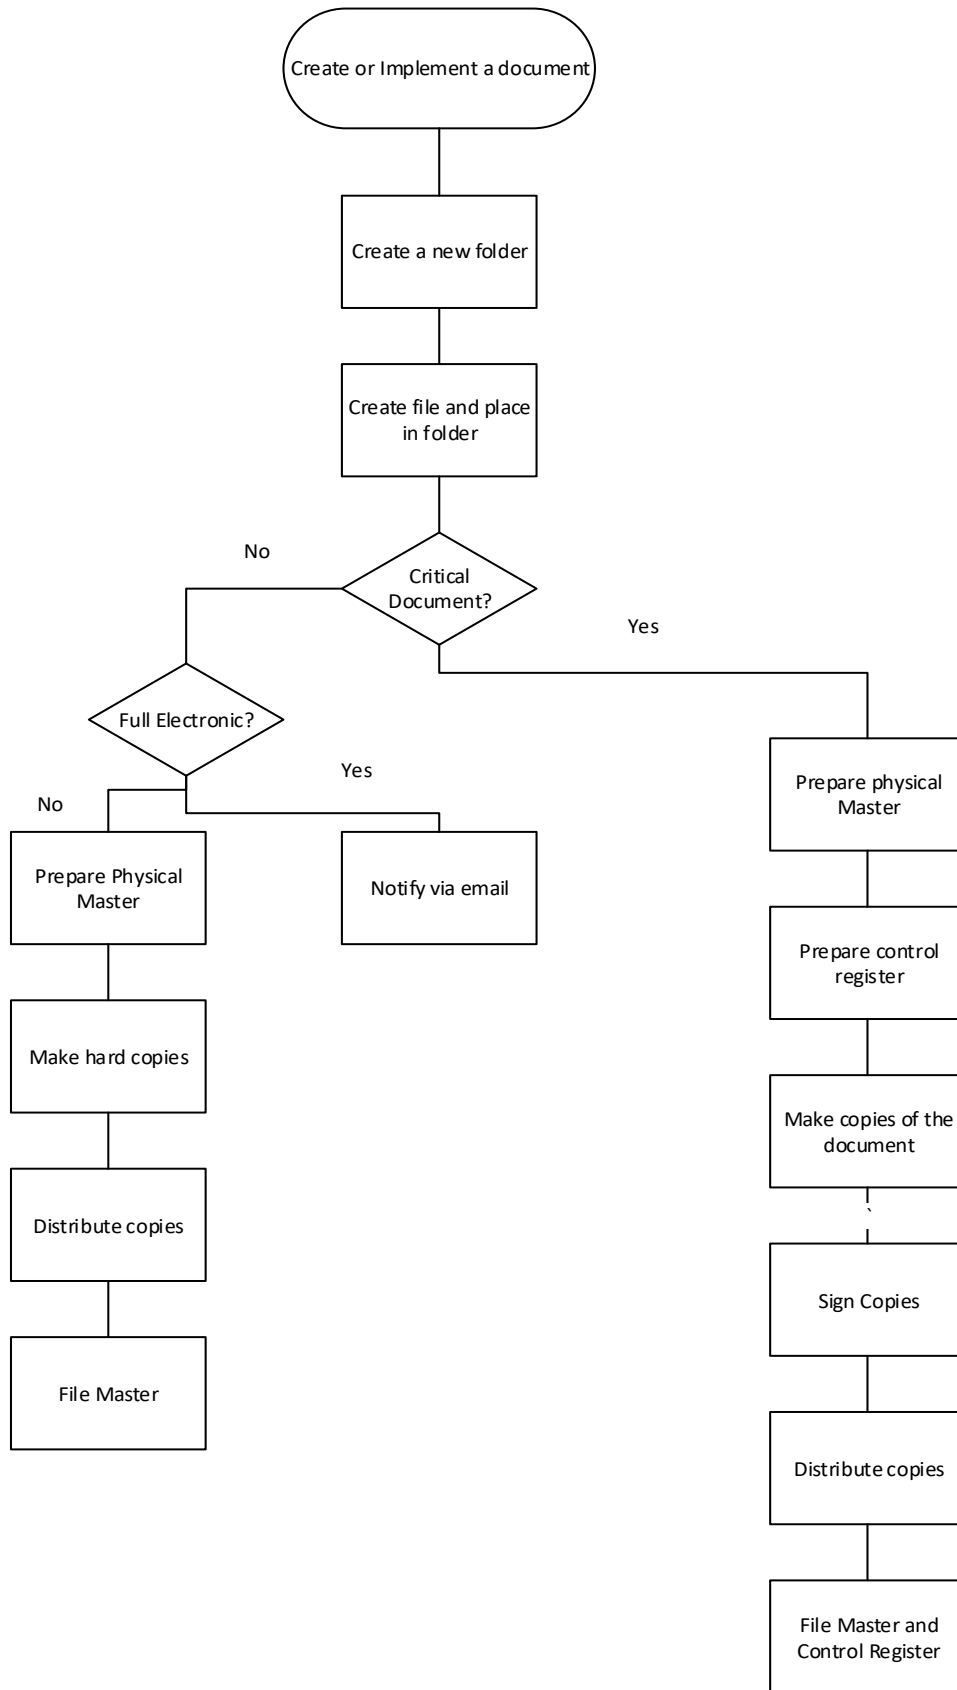 Create or Implement a document
Create a new folder
Create file and place
in folder
Critical
Document?
No
Yes
Full Electronic?
No
Yes
Prepare Physical
Master
Notify via email
Make hard copies
Distribute copies
File Master
Prepare physical
Master
Prepare control
register
Make copies of the
document
`
Sign Copies
Distribute copies
File Master and
Control Register